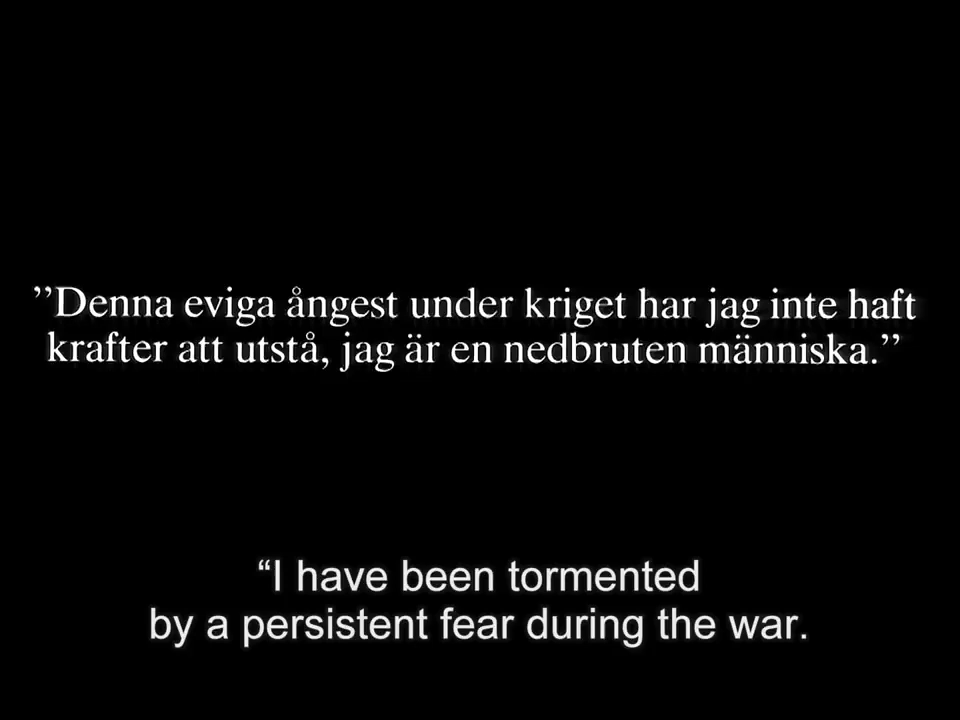 ”Denna eviga ångest under kriget har jag inte haft
krafter att utstå, jag är en nedbruten människa.”
“I have been tormented
by a persistent fear during the war.